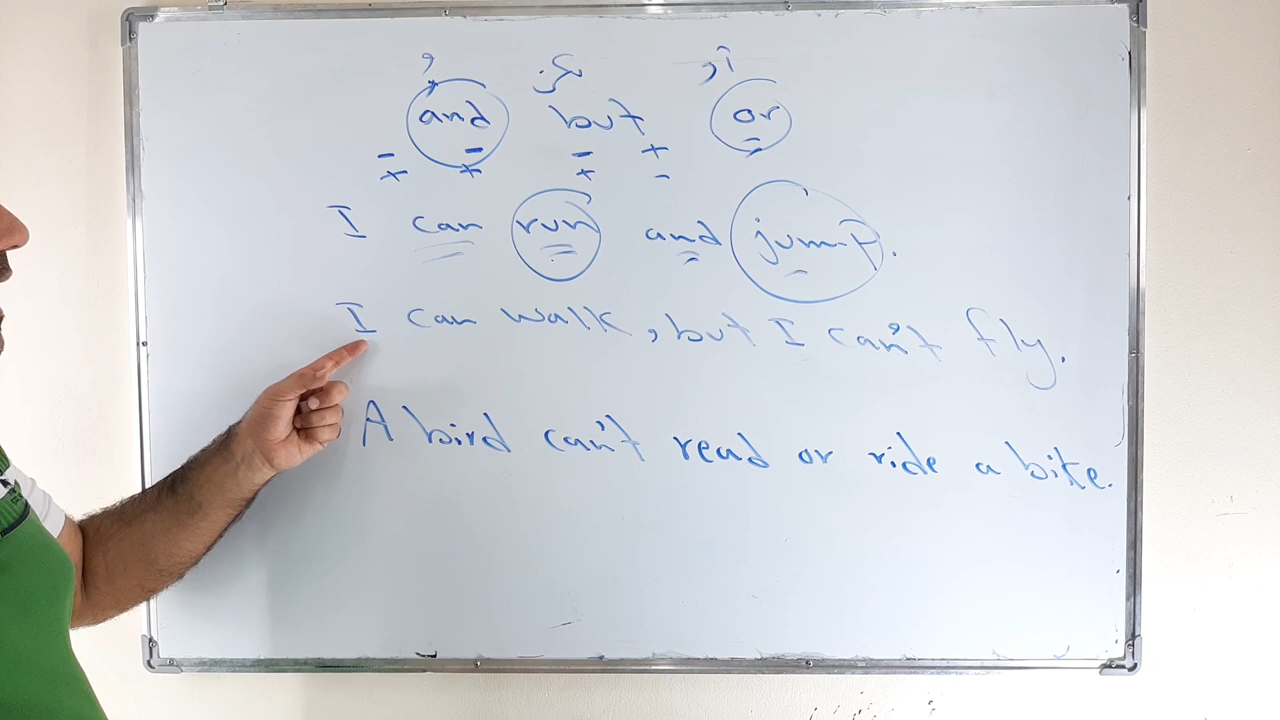 و لكن یا
and but or
- - - +
+ + + -
I can run and jump.
I can walk, but I can't fly.
A bird can't read or ride a bike.